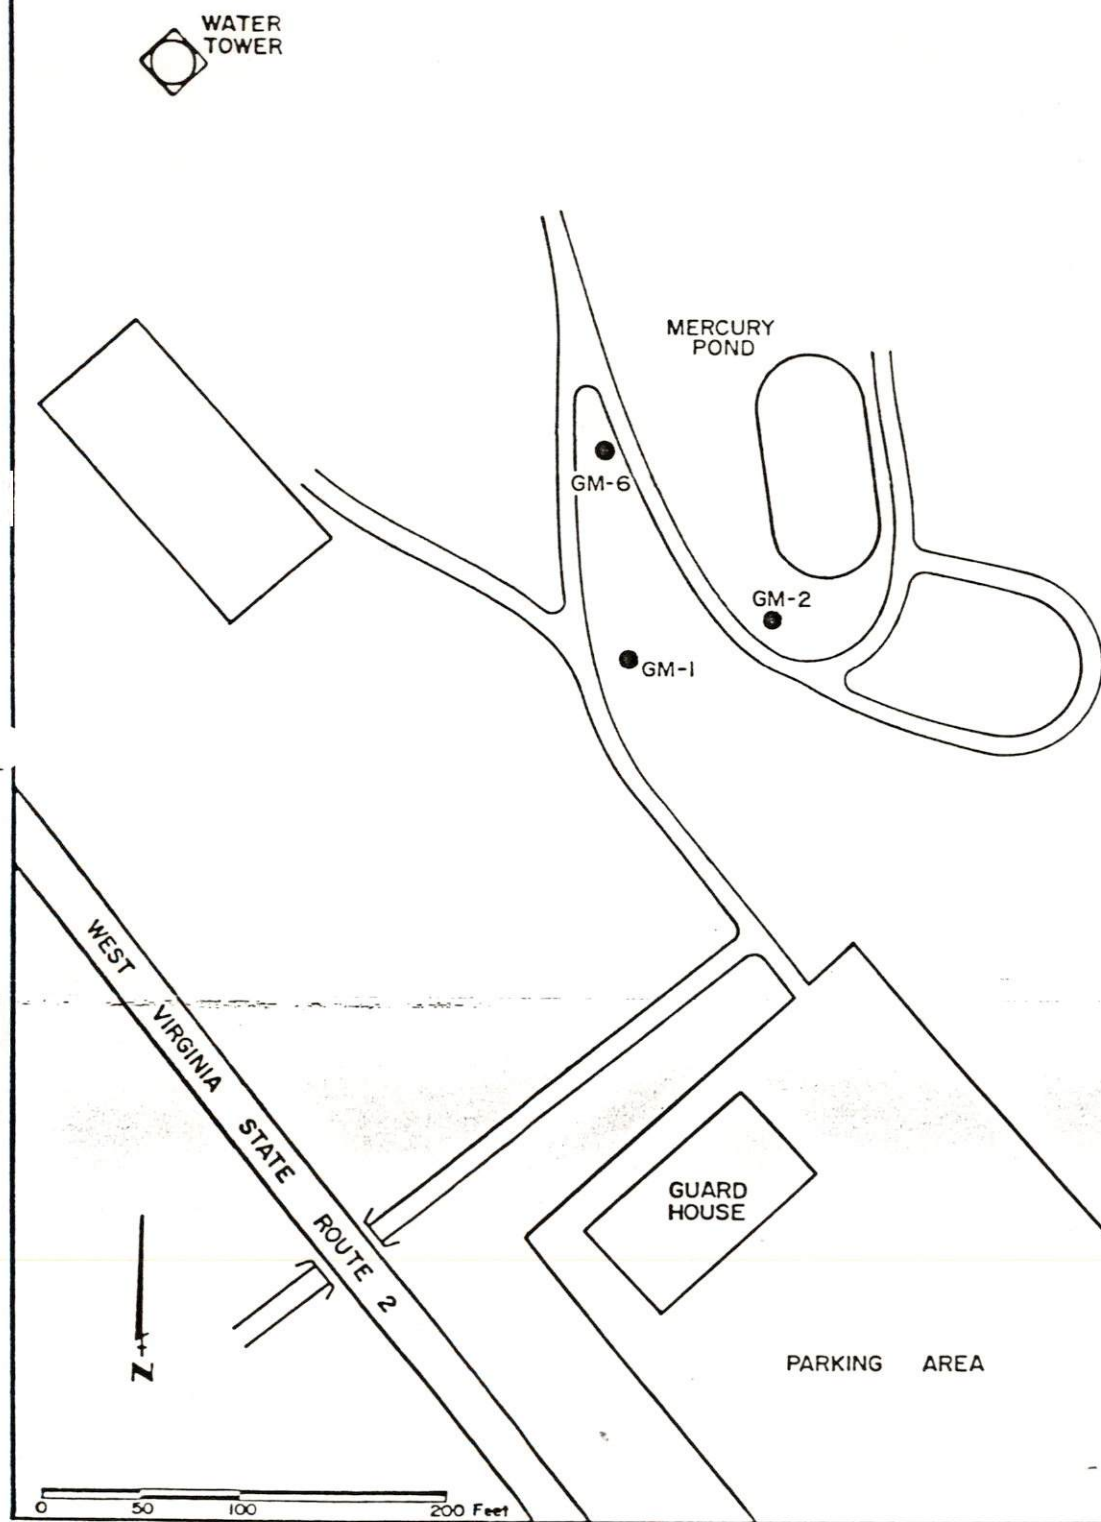 WATER
TOWER
MERCURY
POND
GM-6
GM-2
GM-1
WEST VIRGINIA STATE ROUTE 2
GUARD
HOUSE
N
PARKING AREA
0 50 100 200 Feet